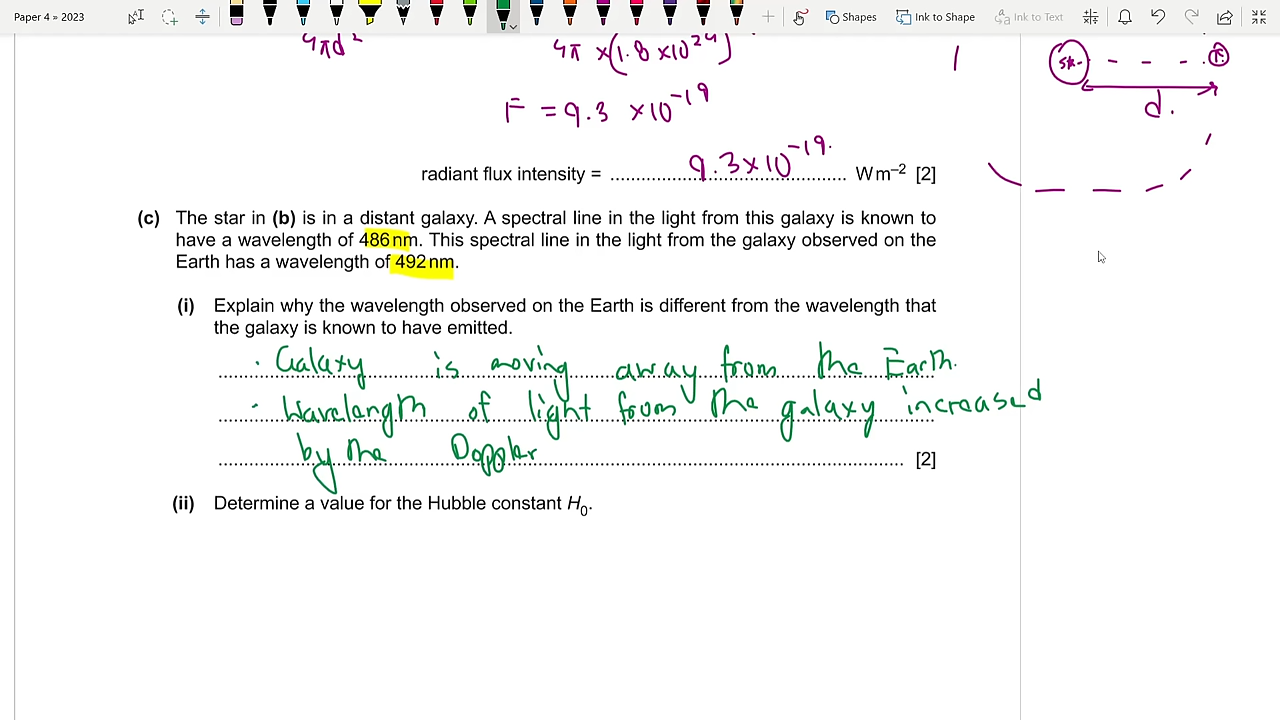 Paper 4 » 2023
Shapes
Ink to Shape
Ink to Text
4πd²
4π × (1.8 × 10²⁴)
F = 9.3 × 10⁻¹⁹
d.
radiant flux intensity = ........ 9.3 × 10⁻¹⁹. ........ W m⁻² [2]
(c) The star in (b) is in a distant galaxy. A spectral line in the light from this galaxy is known to
have a wavelength of 486 nm. This spectral line in the light from the galaxy observed on the
Earth has a wavelength of 492 nm.
(i) Explain why the wavelength observed on the Earth is different from the wavelength that
the galaxy is known to have emitted.
· Galaxy is moving away from the Earth.
· Wavelength of light from the galaxy increased
by the Doppler
[2]
(ii) Determine a value for the Hubble constant H₀.